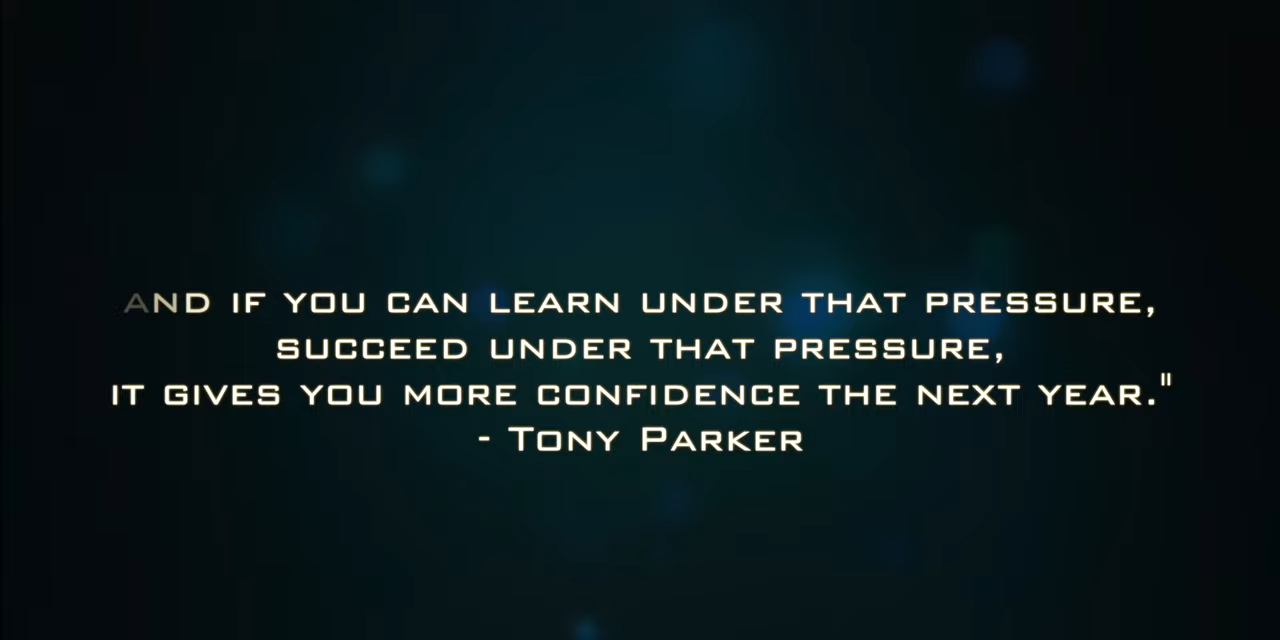 AND IF YOU CAN LEARN UNDER THAT PRESSURE,
SUCCEED UNDER THAT PRESSURE,
IT GIVES YOU MORE CONFIDENCE THE NEXT YEAR."
- TONY PARKER